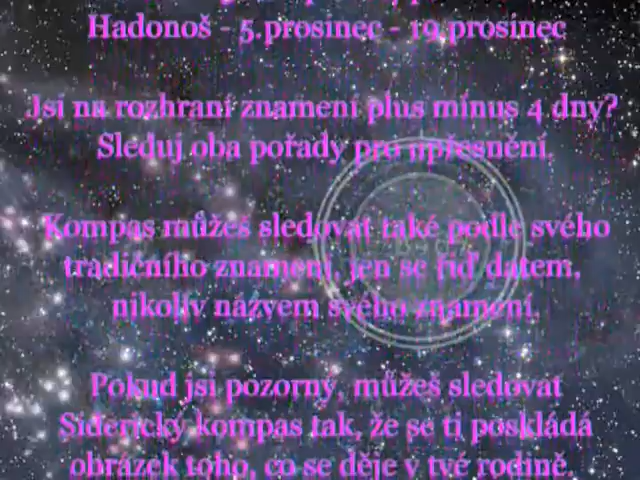 Hadonoš - 5.prosinec - 19.prosinec
Jsi na rozhraní znamení plus mínus 4 dny?
Sleduj oba pořady pro upřesnění.
Kompas můžeš sledovat také podle svého
tradičního znamení, jen se řiď datem,
nikoliv názvem svého znamení.
Pokud jsi pozorný, můžeš sledovat
Siderický kompas tak, že se ti poskládá
obrázek toho, co se děje v tvé rodině.